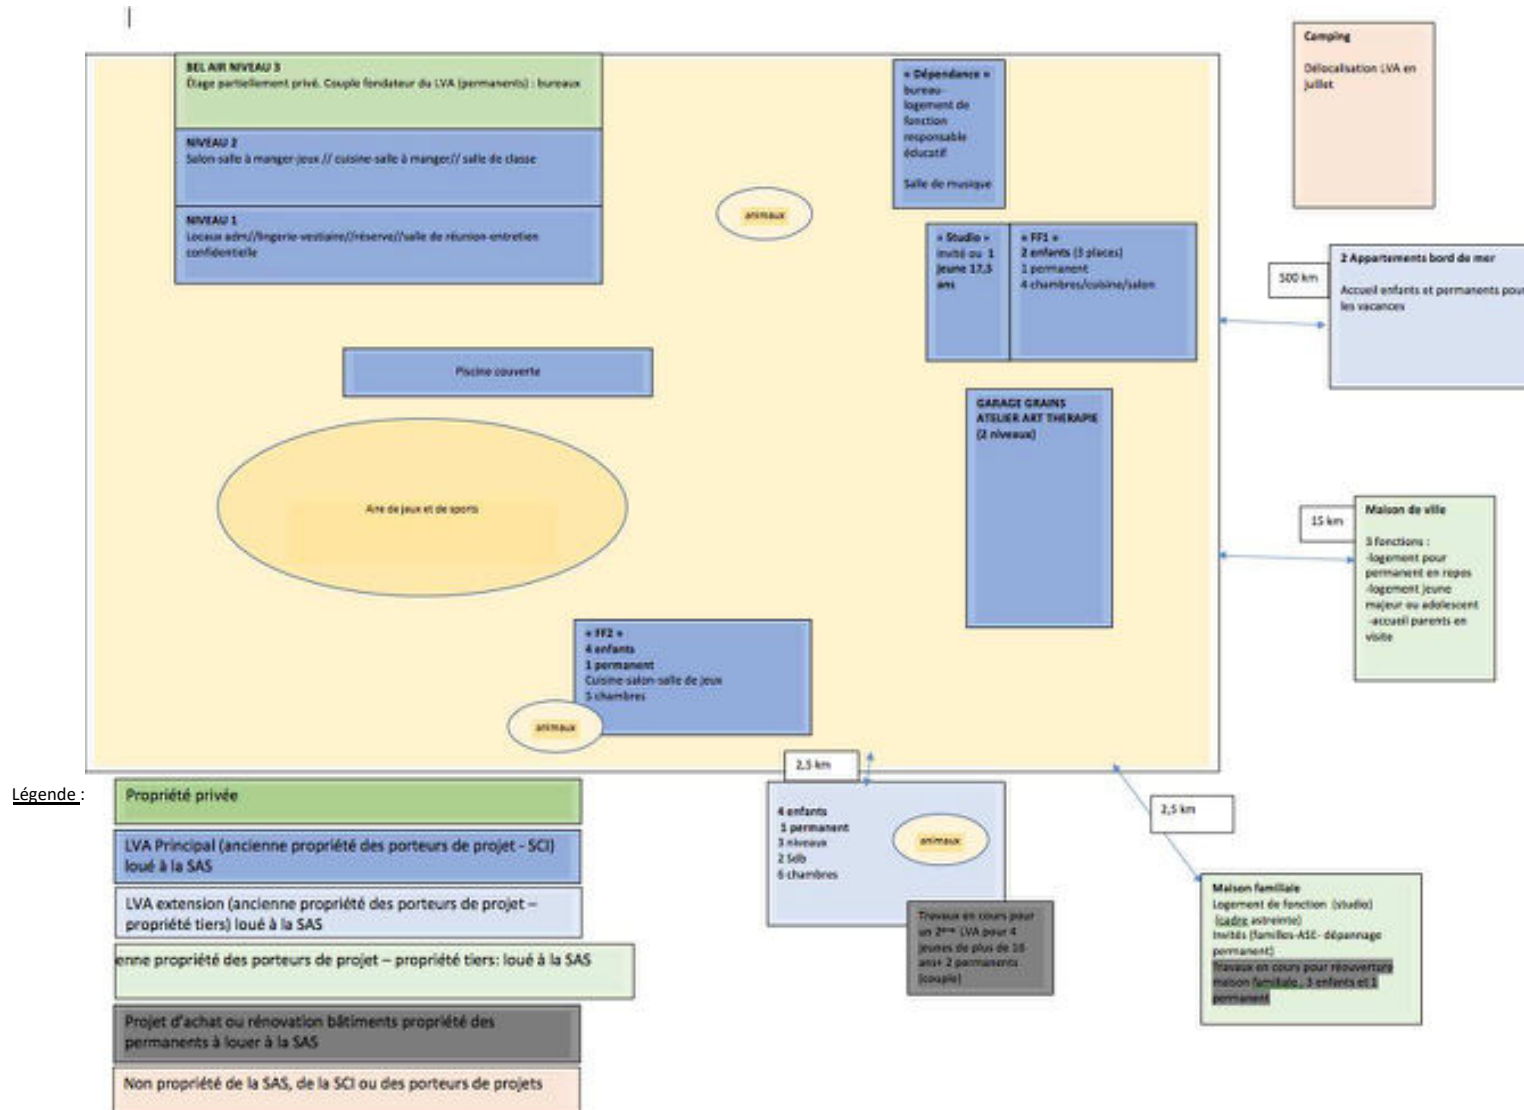 BEL AIR NIVEAU 3
Étage partiellement privé. Couple fondateur du LVA (permanents) : bureaux
NIVEAU 2
Salon-salle à manger-jeux // cuisine-salle à manger// salle de classe
NIVEAU 1
Locaux adm//lingerie-vestiaire//réserve//salle de réunion-entretien
confidentielle
« Dépendance »
bureau-
logement de
fonction
responsable
éducatif
Salle de musique
Camping
Délocalisation LVA en
juillet
animaux
« Studio »
invité ou 1
jeune 17,5
ans
« FF1 »
2 enfants (3 places)
1 permanent
4 chambres/cuisine/salon
500 km
2 Appartements bord de mer
Accueil enfants et permanents pour
les vacances
Piscine couverte
GARAGE GRAINS
ATELIER ART THERAPIE
(2 niveaux)
Aire de jeux et de sports
15 km
Maison de ville
3 fonctions :
-logement pour
permanent en repos
-logement jeune
majeur ou adolescent
-accueil parents en
visite
« FF2 »
4 enfants
1 permanent
Cuisine-salon-salle de jeux
5 chambres
animaux
2,5 km
4 enfants
1 permanent
3 niveaux
2 Sdb
6 chambres
animaux
2,5 km
Travaux en cours pour
un 2ème LVA pour 4
jeunes de plus de 16
ans+ 2 permanents
(couple)
Maison familiale
Logement de fonction (studio)
(cadre astreinte)
Invités (familles-ASE- dépannage
permanent)
Travaux en cours pour réouverture
maison familiale, 3 enfants et 1
permanent
Légende :
Propriété privée
LVA Principal (ancienne propriété des porteurs de projet - SCI)
loué à la SAS
LVA extension (ancienne propriété des porteurs de projet –
propriété tiers) loué à la SAS
enne propriété des porteurs de projet – propriété tiers: loué à la SAS
Projet d'achat ou rénovation bâtiments propriété des
permanents à louer à la SAS
Non propriété de la SAS, de la SCI ou des porteurs de projets